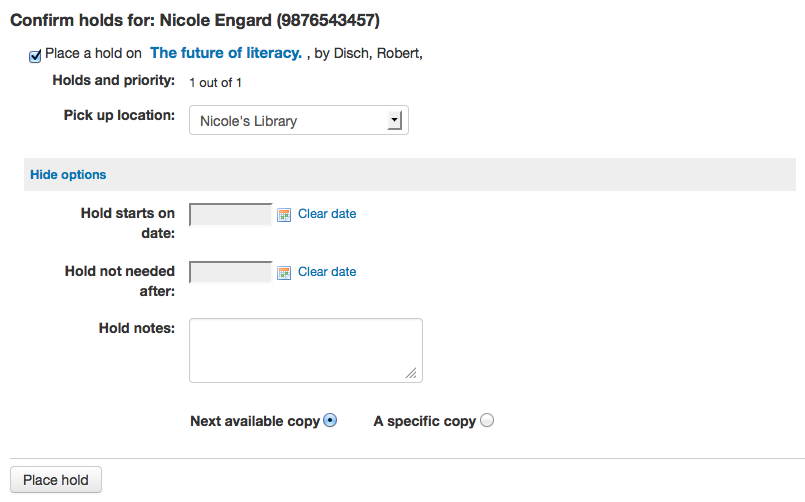 Confirm holds for: Nicole Engard (9876543457)
Place a hold on The future of literacy. , by Disch, Robert,
Holds and priority: 1 out of 1
Pick up location: Nicole's Library
Hide options
Hold starts on
date:
Clear date
Hold not needed
after:
Clear date
Hold notes:
Next available copy A specific copy
Place hold